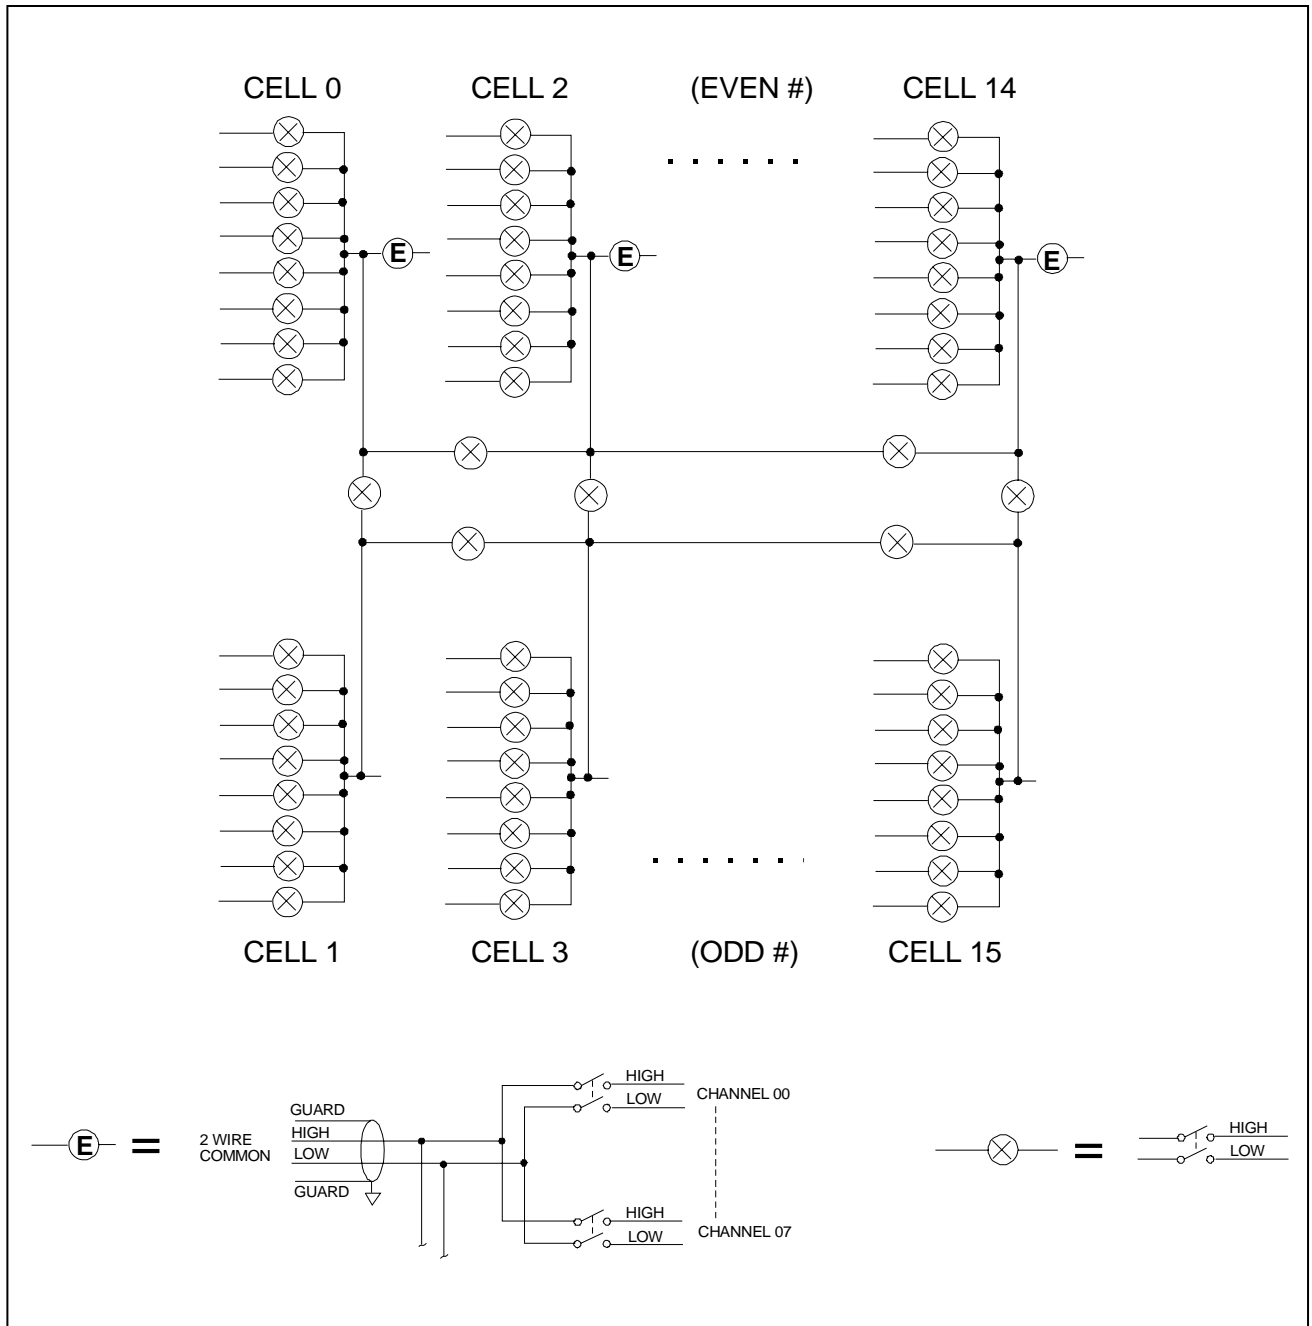 CELL 0 CELL 2 (EVEN #) CELL 14
E E E
CELL 1 CELL 3 (ODD #) CELL 15
E = 2 WIRE COMMON
GUARD
HIGH
LOW
GUARD
HIGH
LOW
CHANNEL 00
HIGH
LOW
CHANNEL 07
= HIGH
LOW